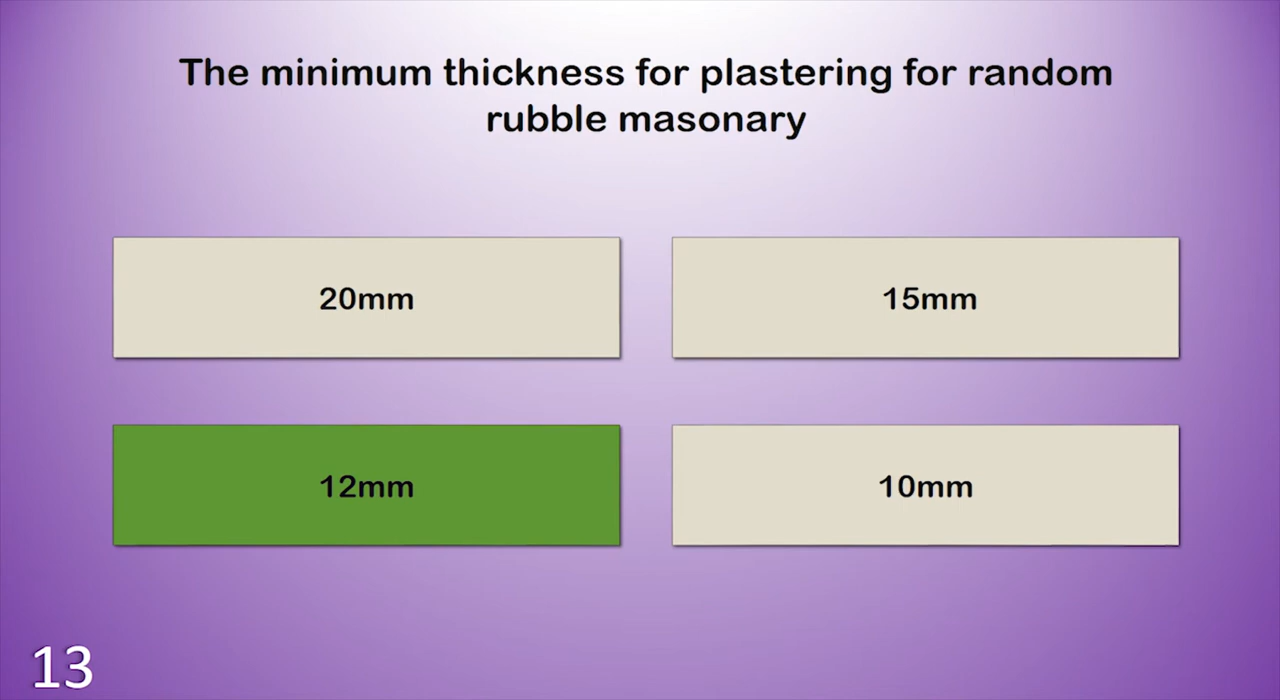 The minimum thickness for plastering for random
rubble masonary
20mm
15mm
12mm
10mm
13